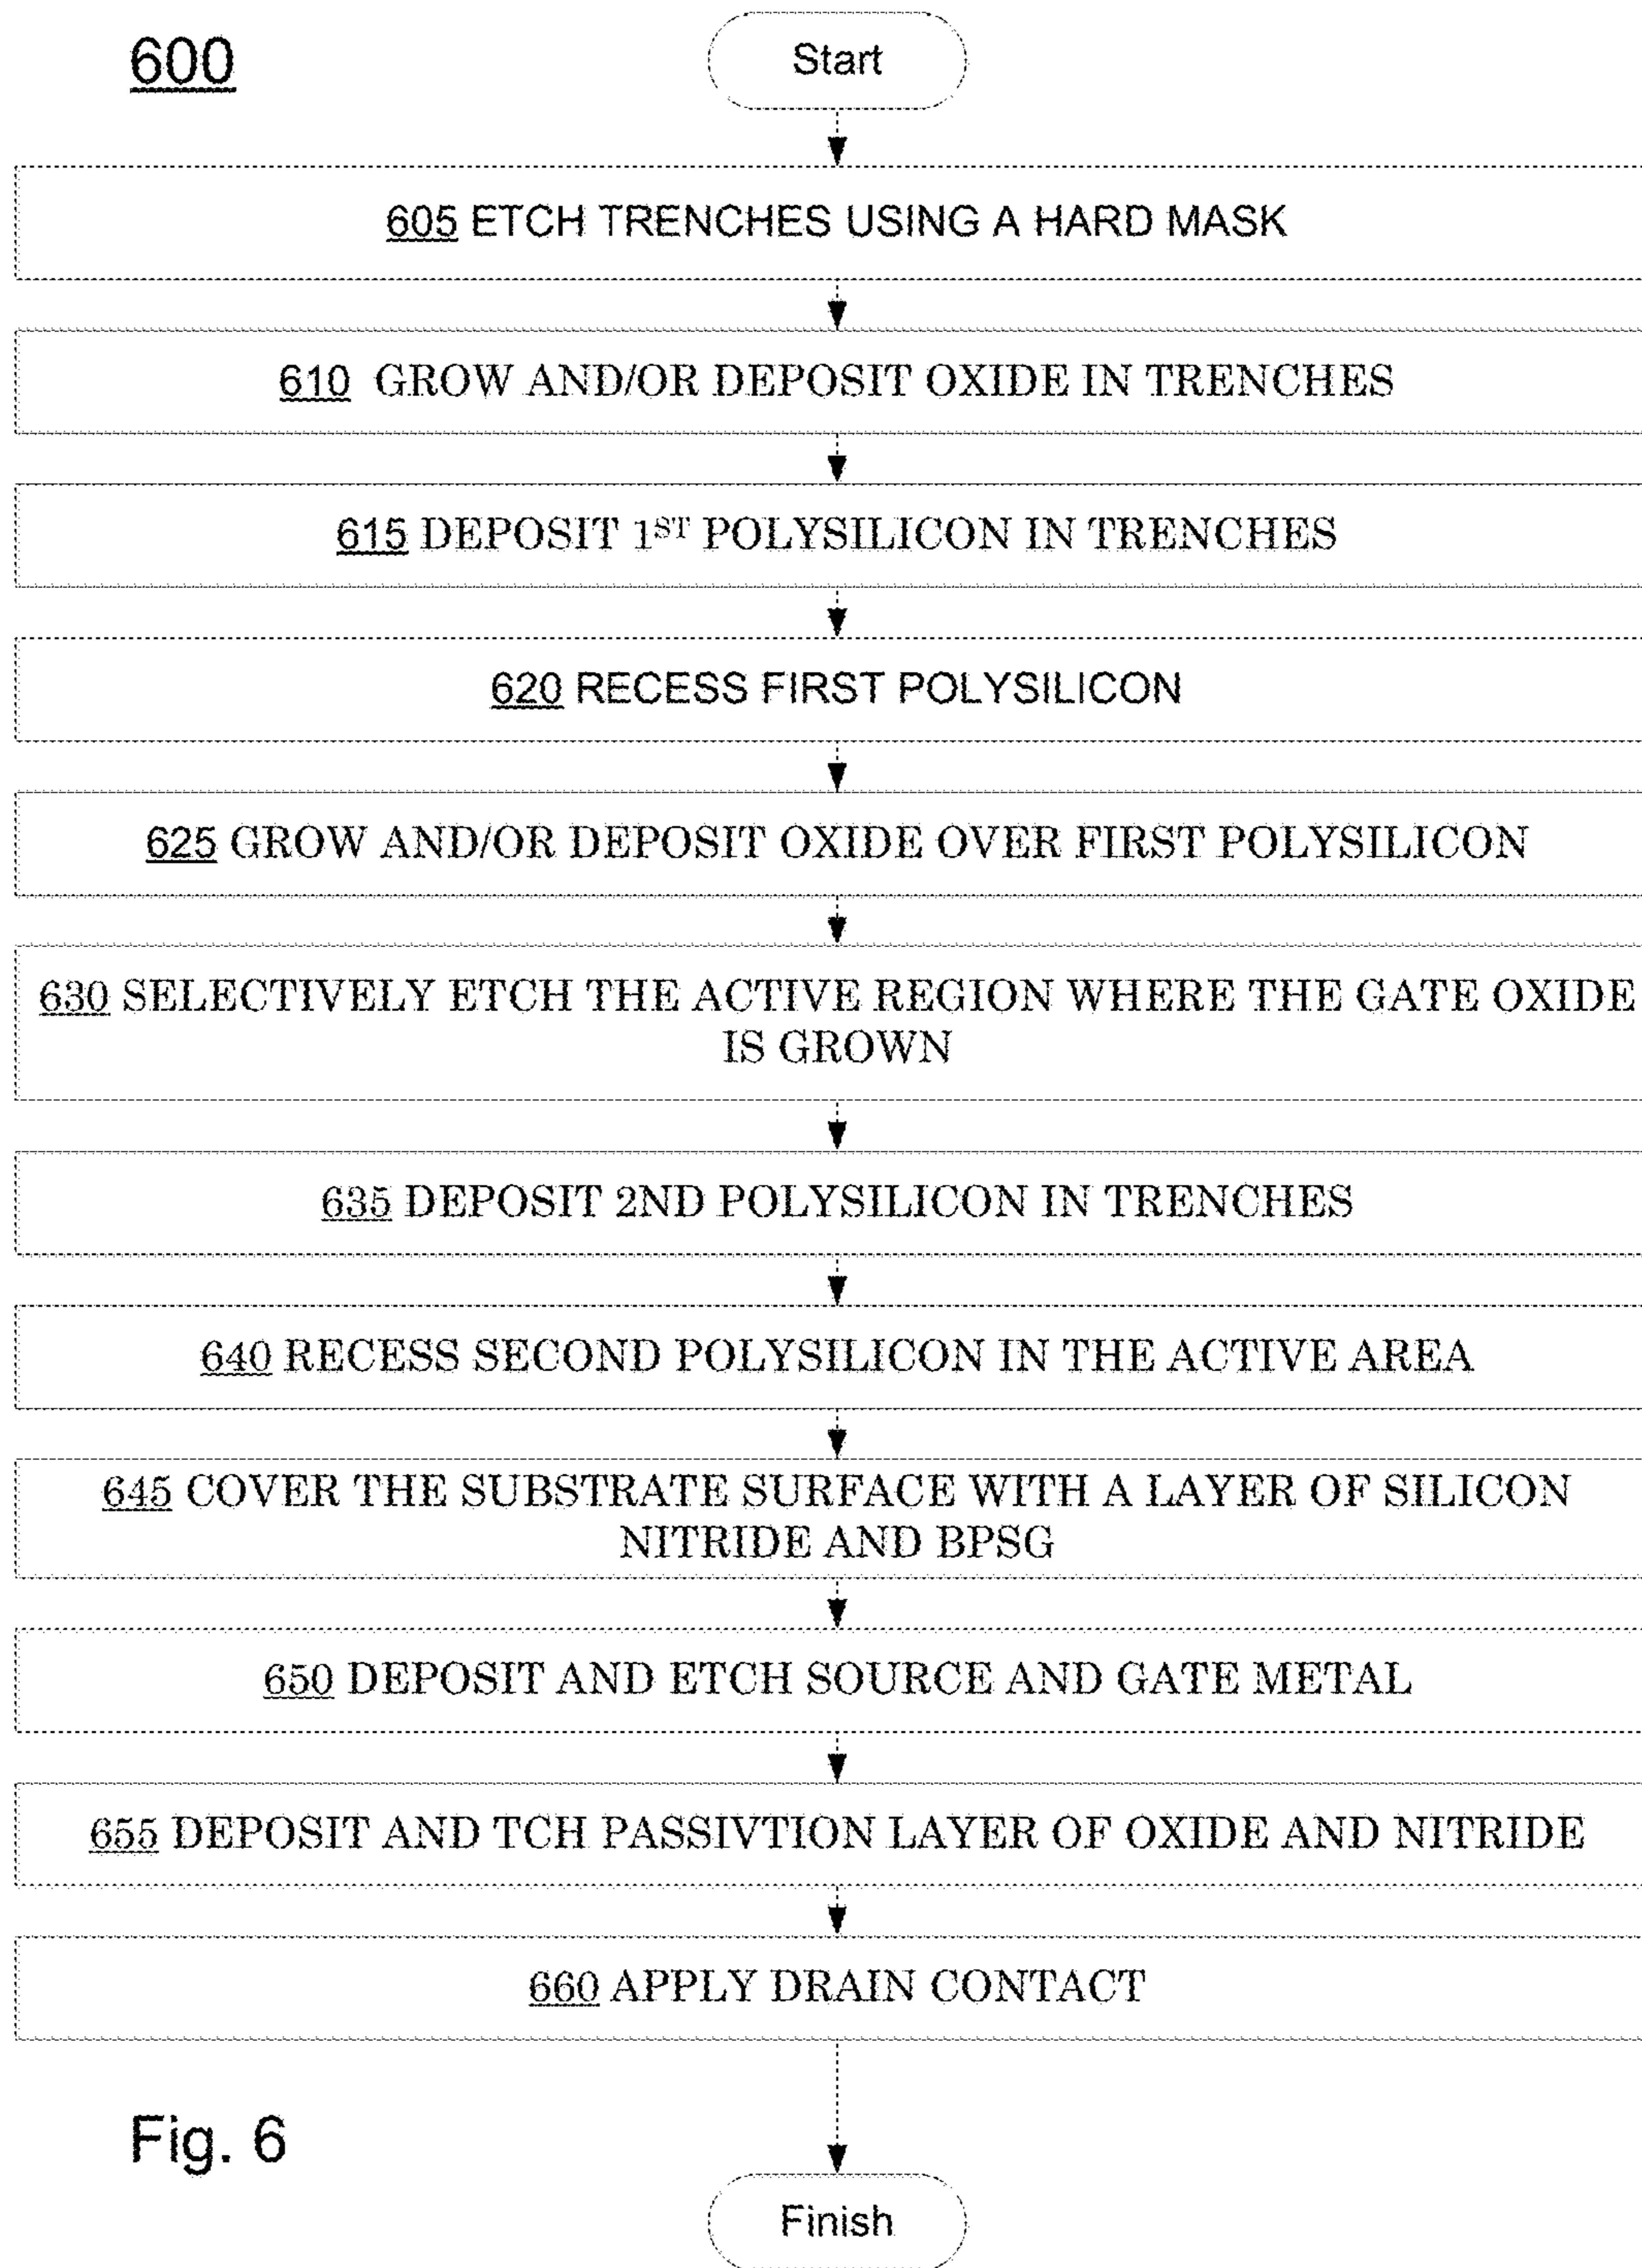 600
Start
605 ETCH TRENCHES USING A HARD MASK
610 GROW AND/OR DEPOSIT OXIDE IN TRENCHES
615 DEPOSIT 1ST POLYSILICON IN TRENCHES
620 RECESS FIRST POLYSILICON
625 GROW AND/OR DEPOSIT OXIDE OVER FIRST POLYSILICON
630 SELECTIVELY ETCH THE ACTIVE REGION WHERE THE GATE OXIDE
IS GROWN
635 DEPOSIT 2ND POLYSILICON IN TRENCHES
640 RECESS SECOND POLYSILICON IN THE ACTIVE AREA
645 COVER THE SUBSTRATE SURFACE WITH A LAYER OF SILICON
NITRIDE AND BPSG
650 DEPOSIT AND ETCH SOURCE AND GATE METAL
655 DEPOSIT AND TCH PASSIVTION LAYER OF OXIDE AND NITRIDE
660 APPLY DRAIN CONTACT
Fig. 6
Finish